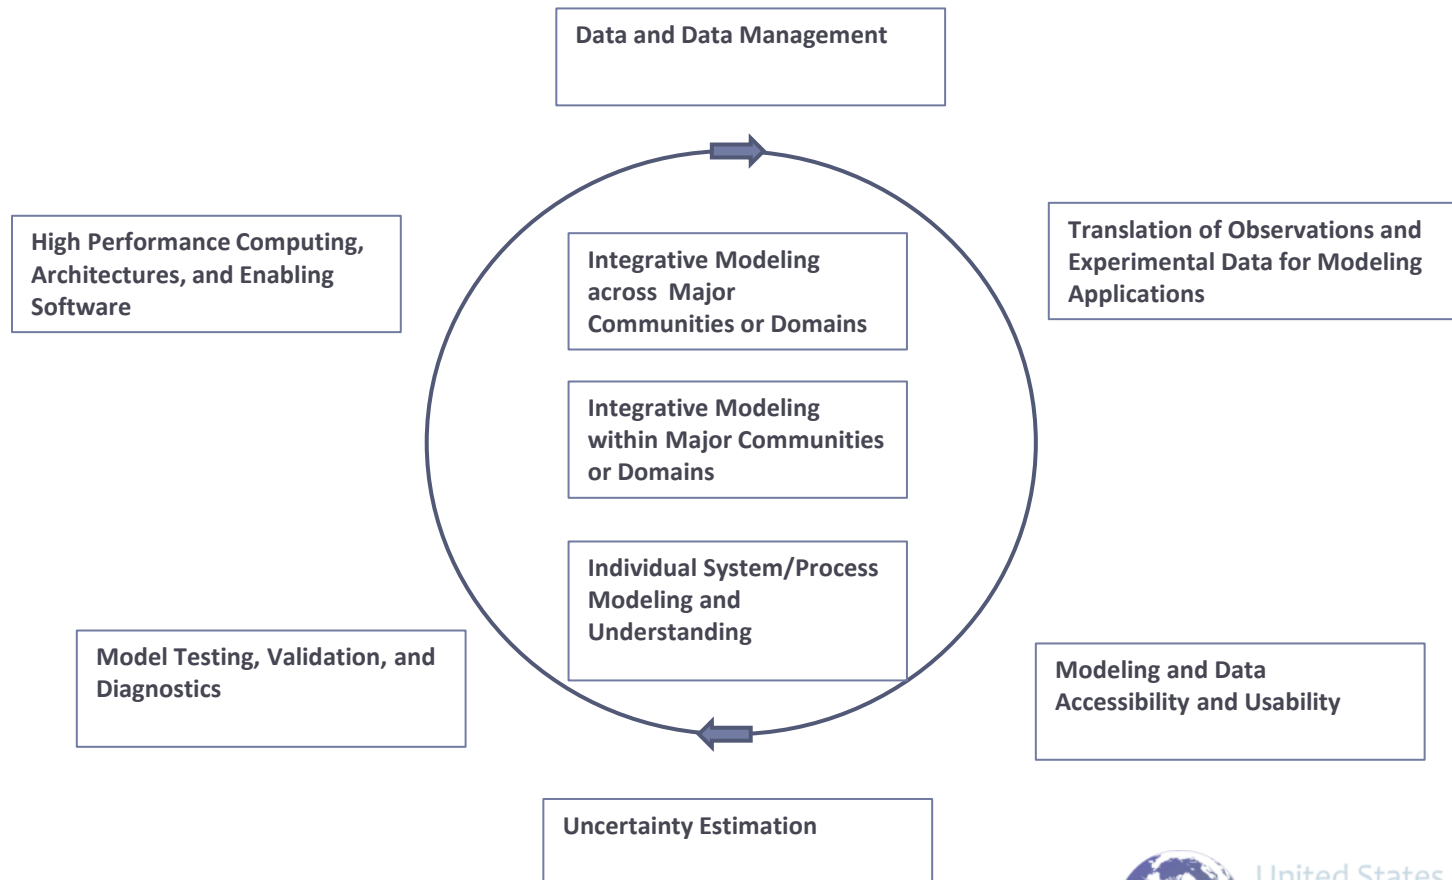 Data and Data Management
High Performance Computing,
Architectures, and Enabling
Software
Translation of Observations and
Experimental Data for Modeling
Applications
Integrative Modeling
across Major
Communities or Domains
Integrative Modeling
within Major Communities
or Domains
Individual System/Process
Modeling and
Understanding
Model Testing, Validation, and
Diagnostics
Modeling and Data
Accessibility and Usability
Uncertainty Estimation
United States